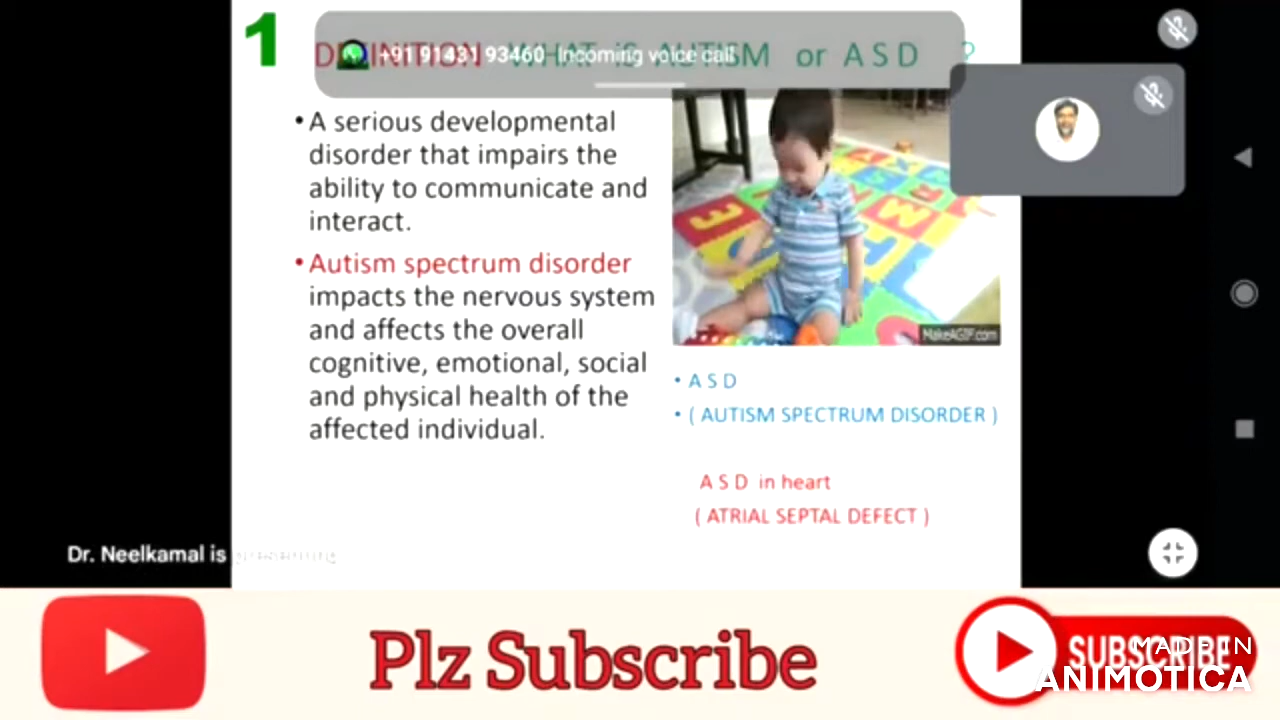 1
DEFINITION WHAT is AUTISM or A S D ?
+91 91431 93460 Incoming voice call
• A serious developmental
disorder that impairs the
ability to communicate and
interact.
• Autism spectrum disorder
impacts the nervous system
and affects the overall
cognitive, emotional, social
and physical health of the
affected individual.
MakeAGIF.com
• A S D
• ( AUTISM SPECTRUM DISORDER )
A S D in heart
( ATRIAL SEPTAL DEFECT )
Dr. Neelkamal is presenting
Plz Subscribe
SUBSCRIBE
MADE IN
ANIMOTICA